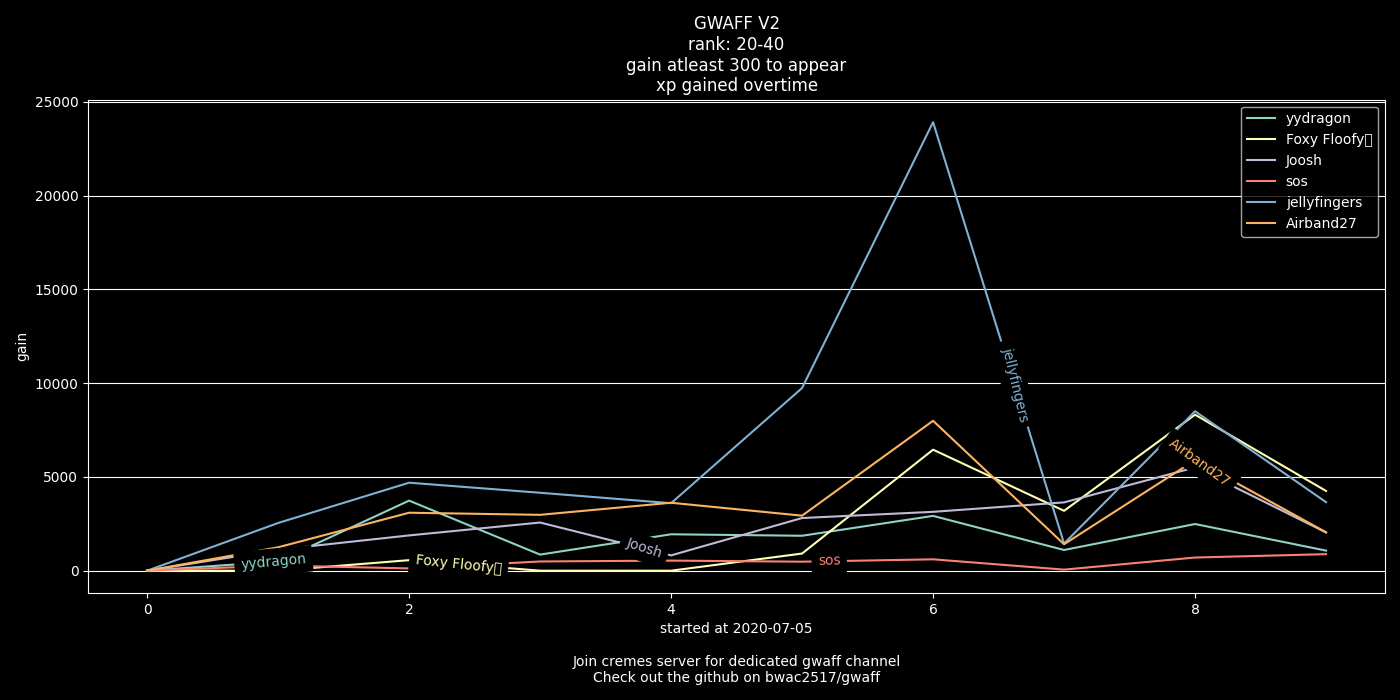 GWAFF V2
rank: 20-40
gain atleast 300 to appear
xp gained overtime
25000
20000
15000
10000
5000
0
gain
yydragon
Foxy Floofy
Joosh
sos
jellyfingers
Airband27
yydragon
Foxy Floofy
Joosh
sos
jellyfingers
Airband27
0
2
4
6
8
started at 2020-07-05
Join cremes server for dedicated gwaff channel
Check out the github on bwac2517/gwaff